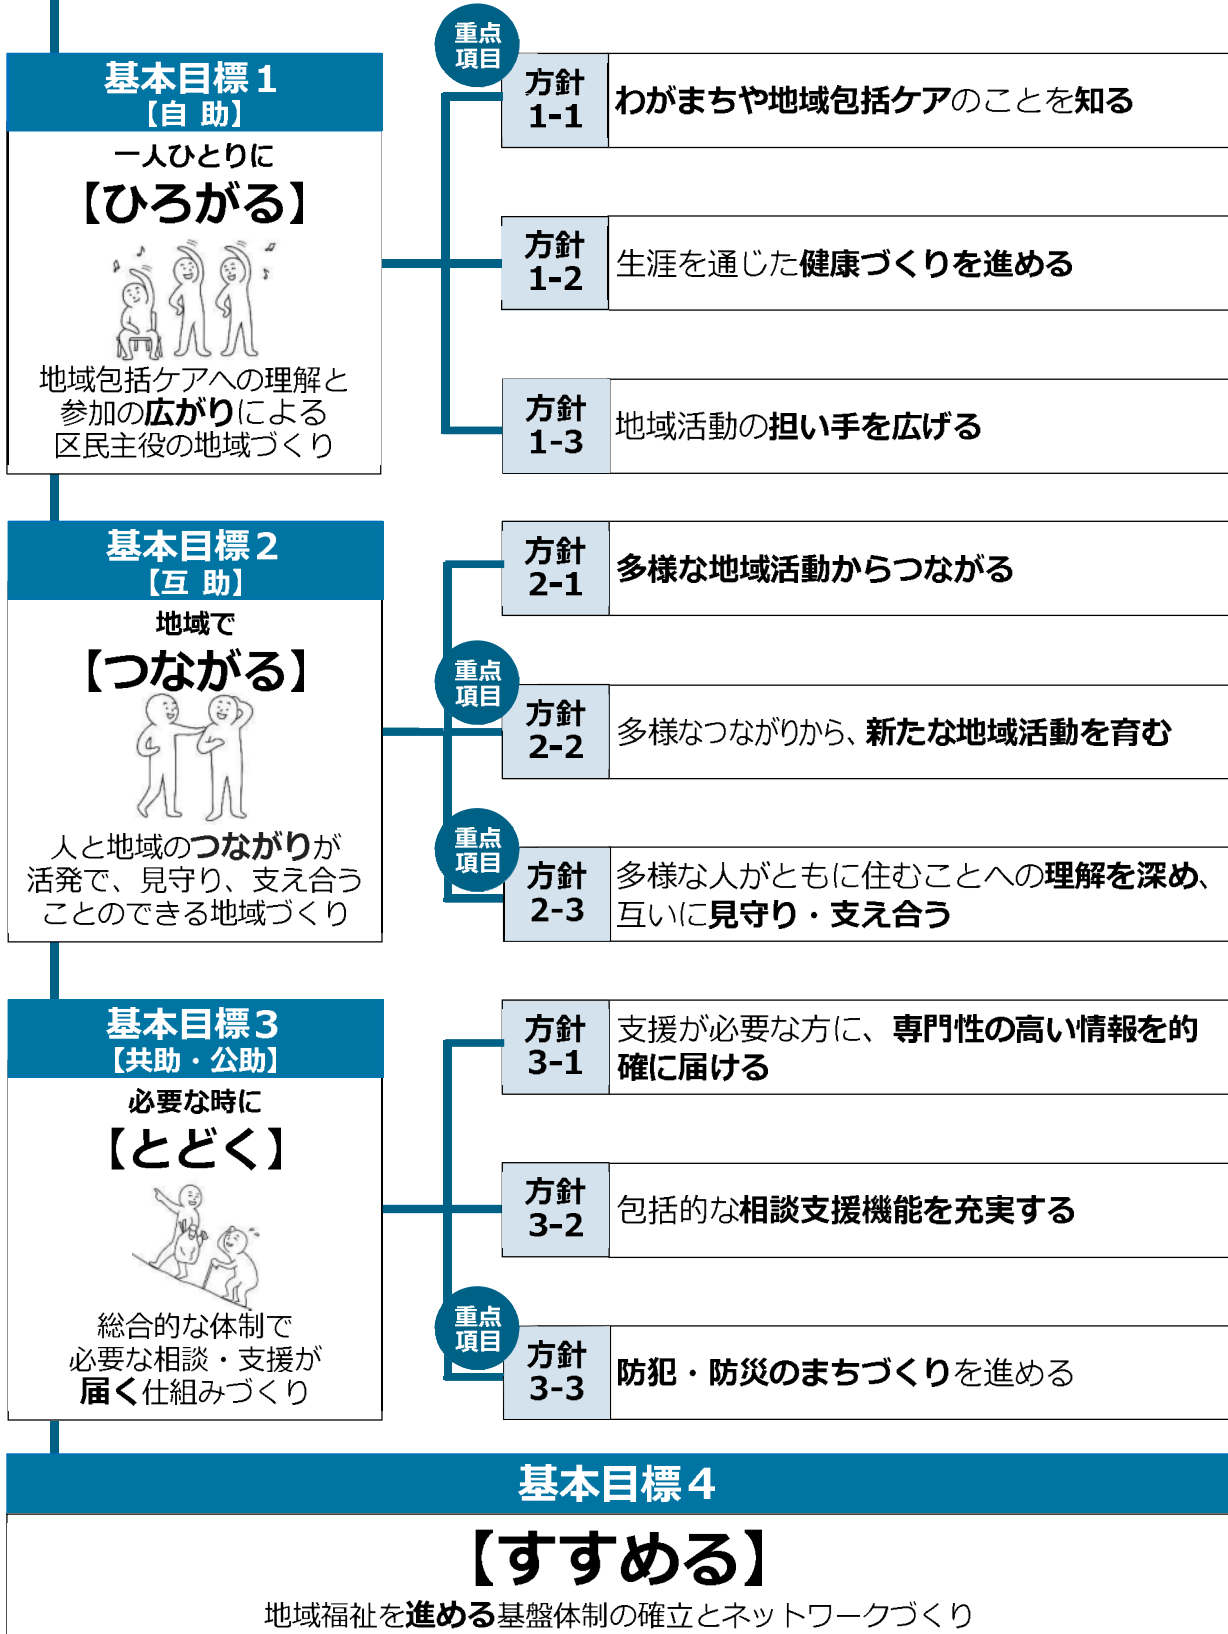 基本目標１
【自 助】
一人ひとりに
【ひろがる】
地域包括ケアへの理解と
参加の広がりによる
区民主役の地域づくり
重点
項目
方針
1-1
わがまちや地域包括ケアのことを知る
方針
1-2
生涯を通じた健康づくりを進める
方針
1-3
地域活動の担い手を広げる
基本目標２
【互 助】
地域で
【つながる】
人と地域のつながりが
活発で、見守り、支え合う
ことのできる地域づくり
方針
2-1
多様な地域活動からつながる
重点
項目
方針
2-2
多様なつながりから、新たな地域活動を育む
重点
項目
方針
2-3
多様な人がともに住むことへの理解を深め、
互いに見守り・支え合う
基本目標３
【共助・公助】
必要な時に
【とどく】
総合的な体制で
必要な相談・支援が
届く仕組みづくり
方針
3-1
支援が必要な方に、専門性の高い情報を的
確に届ける
方針
3-2
包括的な相談支援機能を充実する
重点
項目
方針
3-3
防犯・防災のまちづくりを進める
基本目標４
【すすめる】
地域福祉を進める基盤体制の確立とネットワークづくり